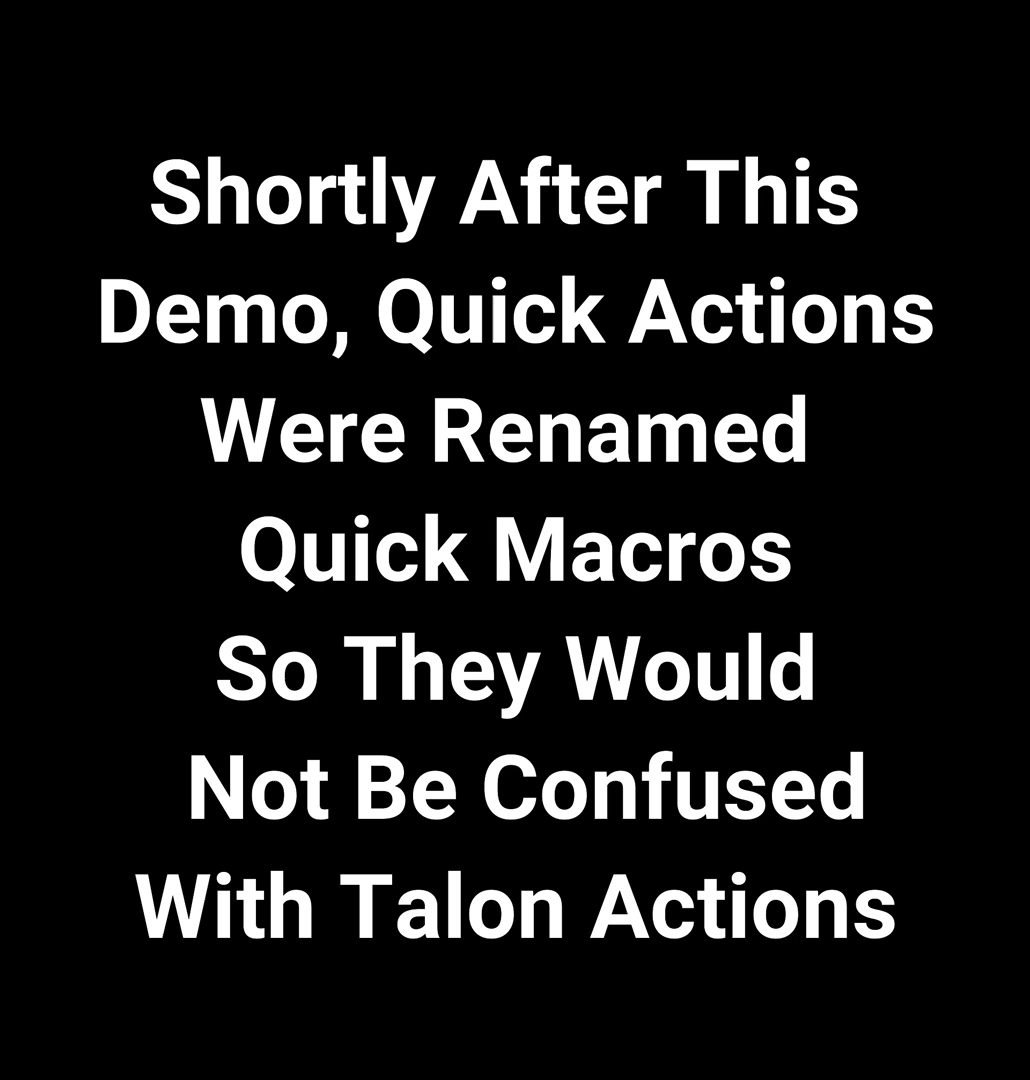 Shortly After This
Demo, Quick Actions
Were Renamed
Quick Macros
So They Would
Not Be Confused
With Talon Actions